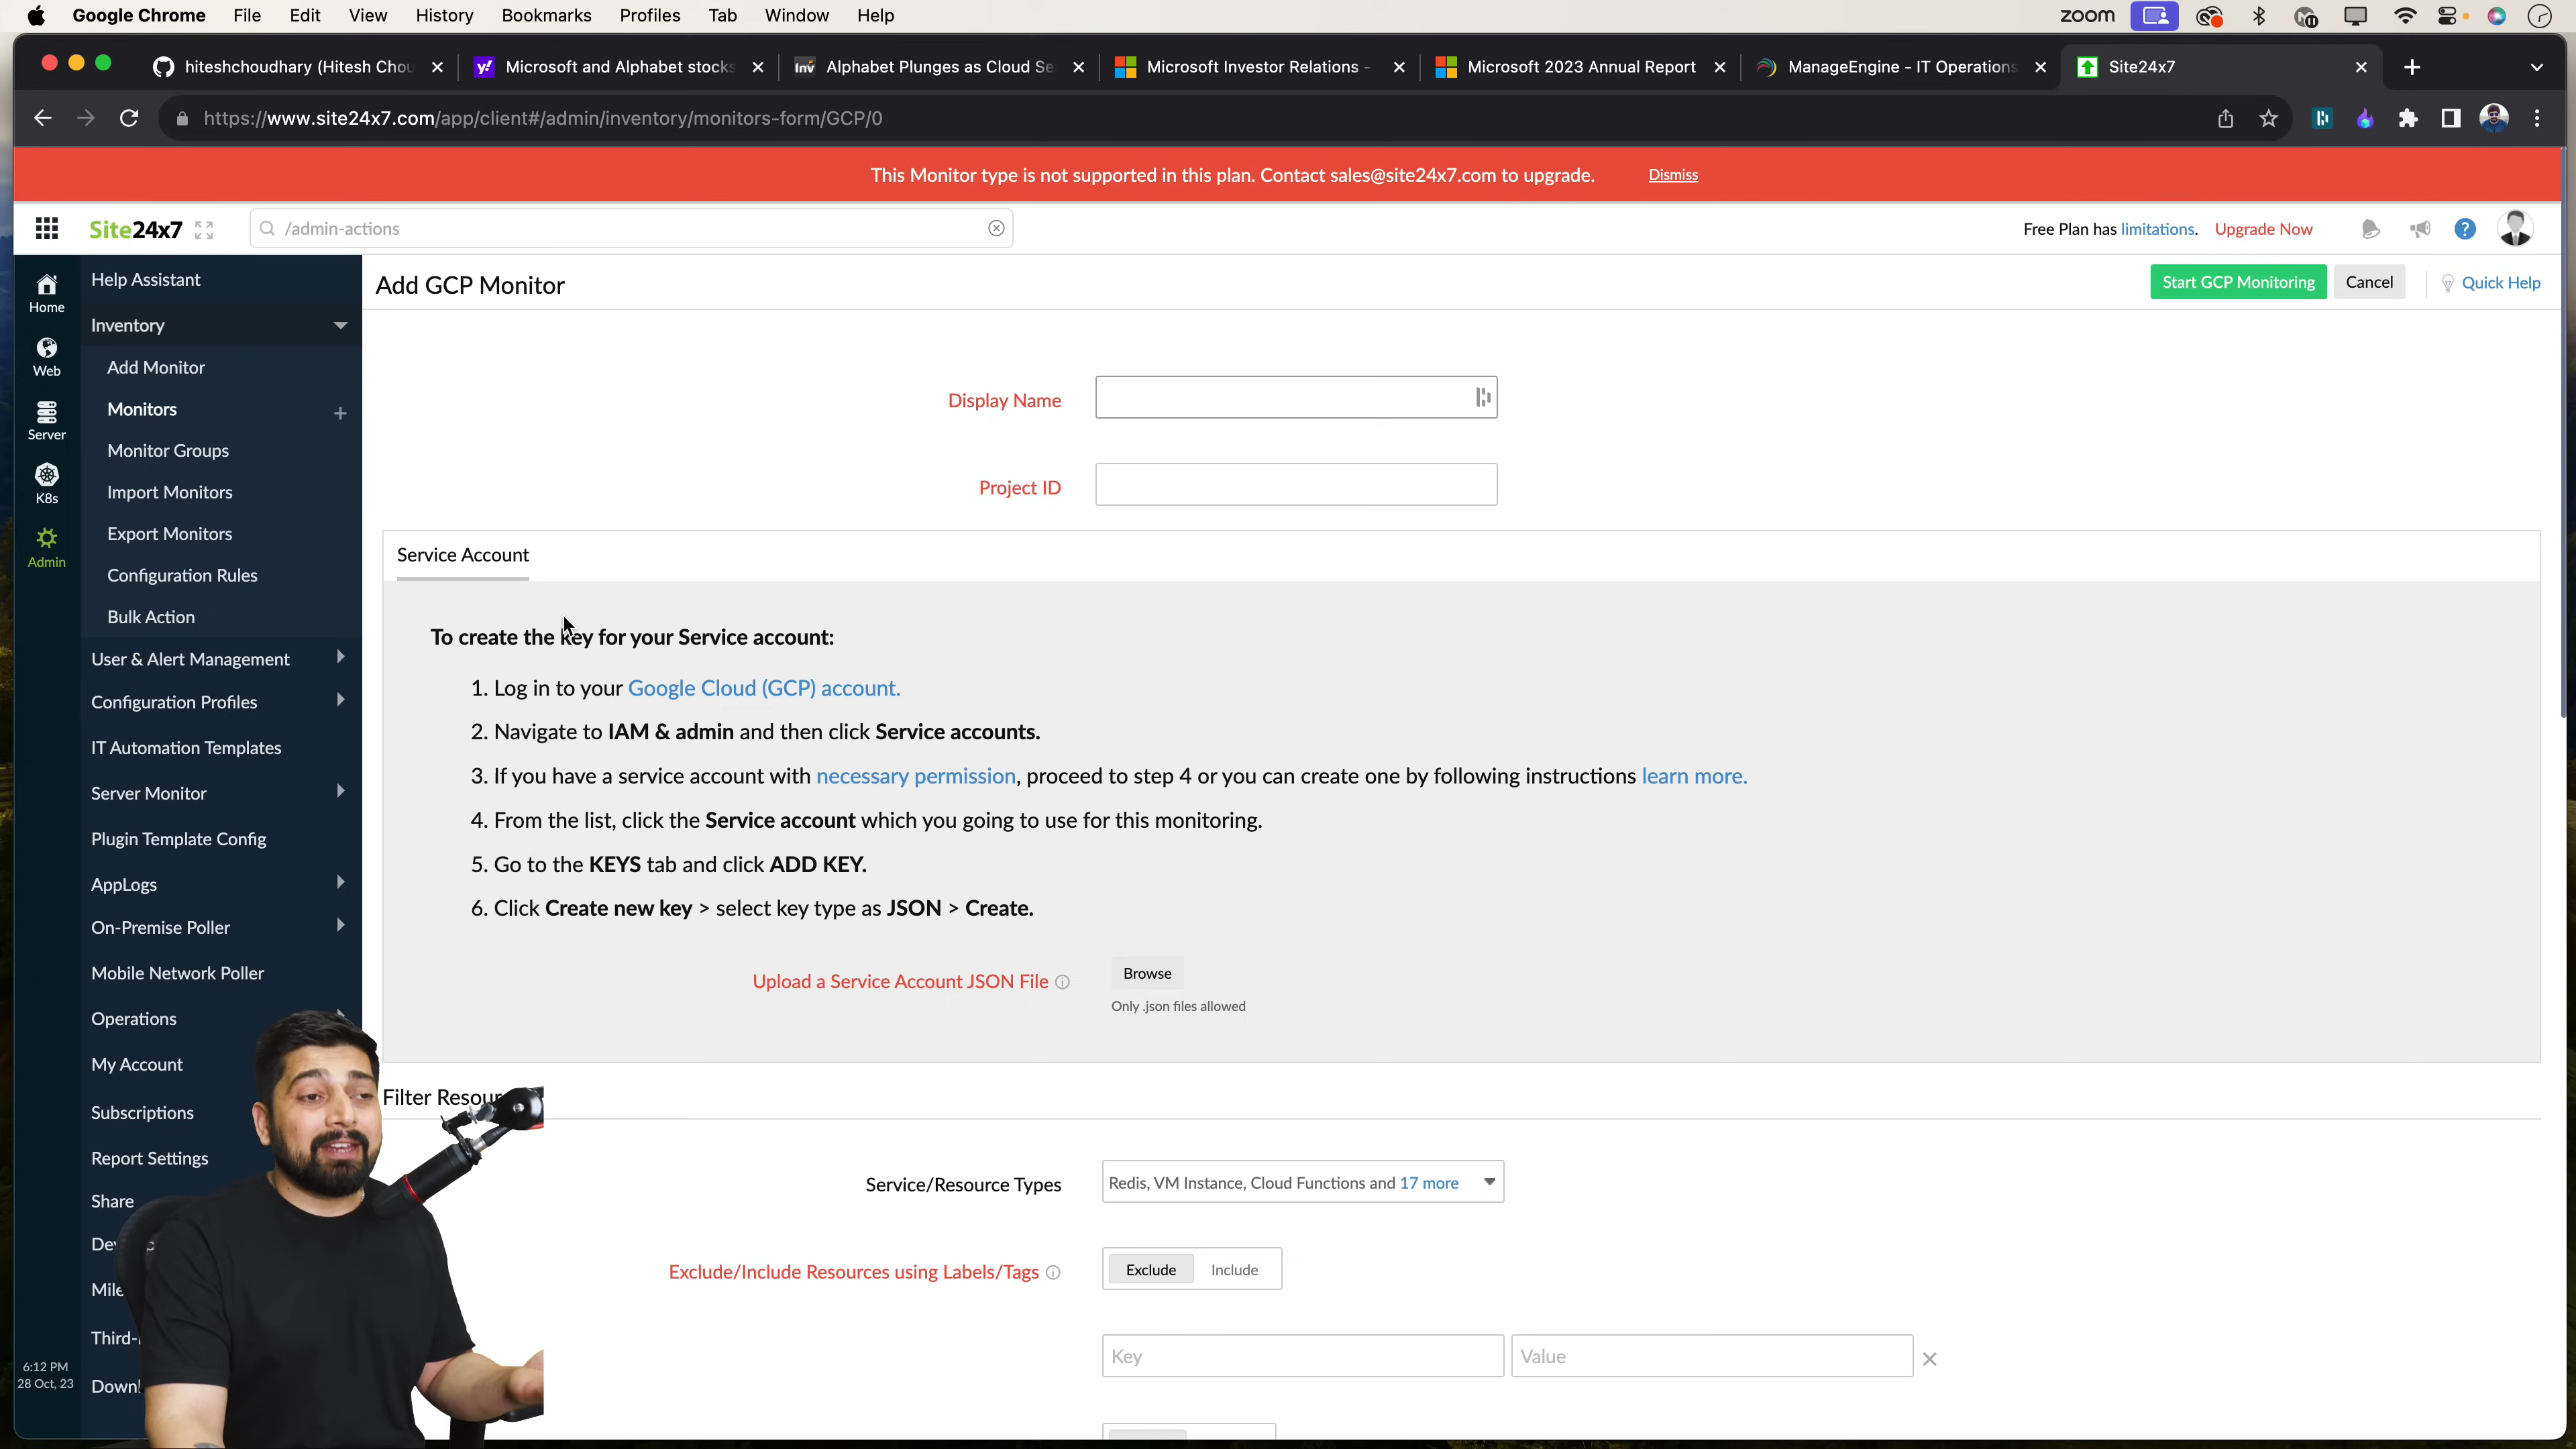 Google Chrome File Edit View History Bookmarks Profiles Tab Window Help
zoom
hiteshchoudhary (Hitesh Chou
Microsoft and Alphabet stocks
Alphabet Plunges as Cloud Se
Microsoft Investor Relations -
Microsoft 2023 Annual Report
ManageEngine - IT Operations
Site24x7
https://www.site24x7.com/app/client#/admin/inventory/monitors-form/GCP/0
This Monitor type is not supported in this plan. Contact sales@site24x7.com to upgrade. Dismiss
Site24x7
/admin-actions
Free Plan has limitations. Upgrade Now
Home
Web
Server
K8s
Admin
Help Assistant
Inventory
Add Monitor
Monitors
Monitor Groups
Import Monitors
Export Monitors
Configuration Rules
Bulk Action
User & Alert Management
Configuration Profiles
IT Automation Templates
Server Monitor
Plugin Template Config
AppLogs
On-Premise Poller
Mobile Network Poller
Operations
My Account
Subscriptions
Report Settings
Share
6:12 PM
28 Oct, 23
Add GCP Monitor
Start GCP Monitoring Cancel Quick Help
Display Name
Project ID
Service Account
To create the key for your Service account:
1. Log in to your Google Cloud (GCP) account.
2. Navigate to IAM & admin and then click Service accounts.
3. If you have a service account with necessary permission, proceed to step 4 or you can create one by following instructions learn more.
4. From the list, click the Service account which you going to use for this monitoring.
5. Go to the KEYS tab and click ADD KEY.
6. Click Create new key > select key type as JSON > Create.
Upload a Service Account JSON File Browse
Only .json files allowed
Filter Resour
Service/Resource Types Redis, VM Instance, Cloud Functions and 17 more
Exclude/Include Resources using Labels/Tags Exclude Include
Key Value